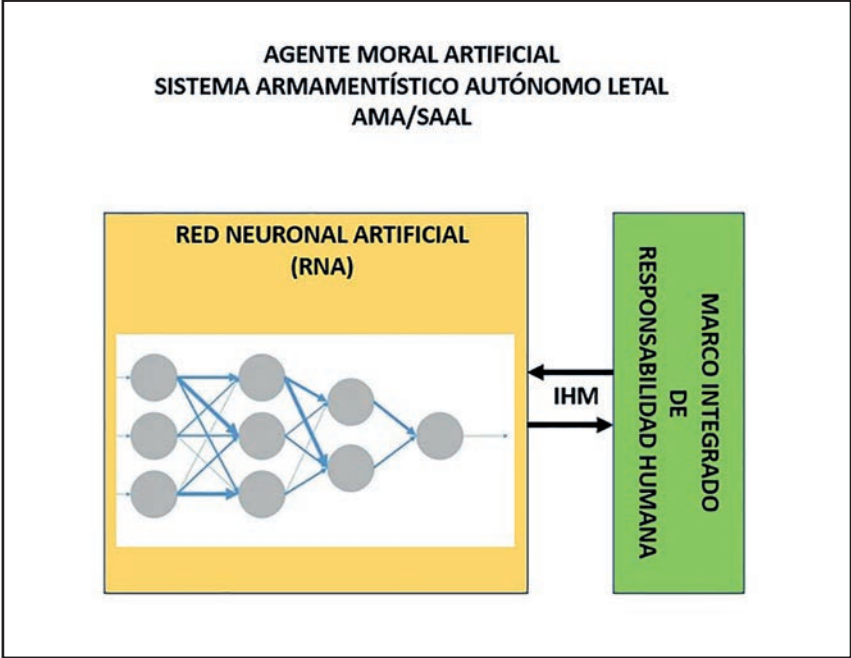 AGENTE MORAL ARTIFICIAL
SISTEMA ARMAMENTÍSTICO AUTÓNOMO LETAL
AMA/SAAL
RED NEURONAL ARTIFICIAL
(RNA)
IHM
MARCO INTEGRADO
DE
RESPONSABILIDAD HUMANA